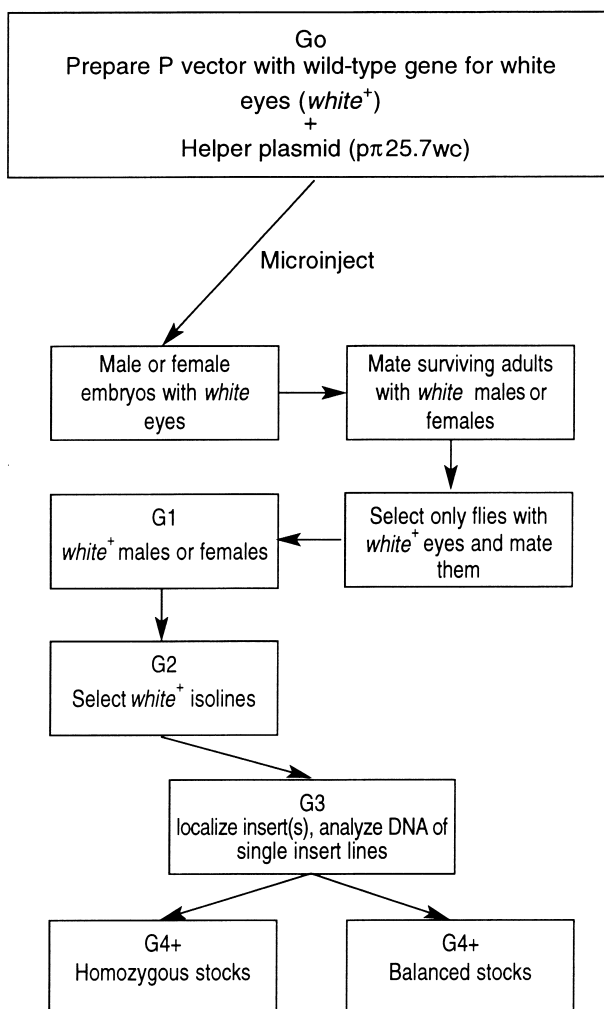 Go
Prepare P vector with wild-type gene for white
eyes (white+)
+
Helper plasmid (pπ25.7wc)
Microinject
Male or female
embryos with white
eyes
Mate surviving adults
with white males or
females
Select only flies with
white+ eyes and mate
them
G1
white+ males or females
G2
Select white+ isolines
G3
localize insert(s), analyze DNA of
single insert lines
G4+
Homozygous stocks
G4+
Balanced stocks